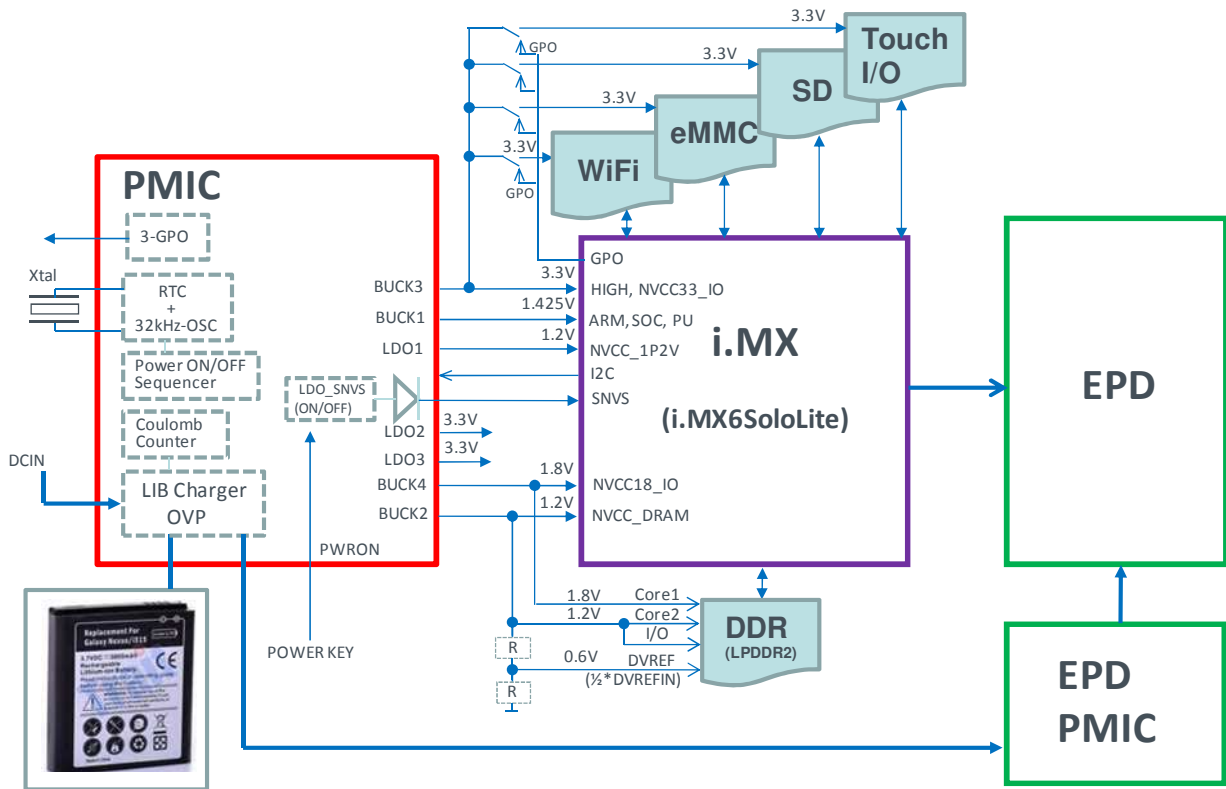 3.3V
Touch
I/O
GPO
3.3V
SD
3.3V
eMMC
3.3V
WiFi
GPO
PMIC
3-GPO
Xtal
RTC
+
32kHz-OSC
Power ON/OFF
Sequencer
Coulomb
Counter
DCIN
LIB Charger
OVP
LDO_SNVS
(ON/OFF)
PWRON
POWER KEY
BUCK3
BUCK1
LDO1
LDO2
LDO3
BUCK4
BUCK2
3.3V
1.425V
1.2V
3.3V
3.3V
1.8V
1.2V
GPO
HIGH, NVCC33_IO
ARM,SOC, PU
NVCC_1P2V
I2C
SNVS
NVCC18_IO
NVCC_DRAM
i.MX
(i.MX6SoloLite)
EPD
1.8V
Core1
1.2V
Core2
I/O
R
0.6V
DVREF
(½*DVREFIN)
R
DDR
(LPDDR2)
EPD
PMIC
Replacement For
Rechargeable